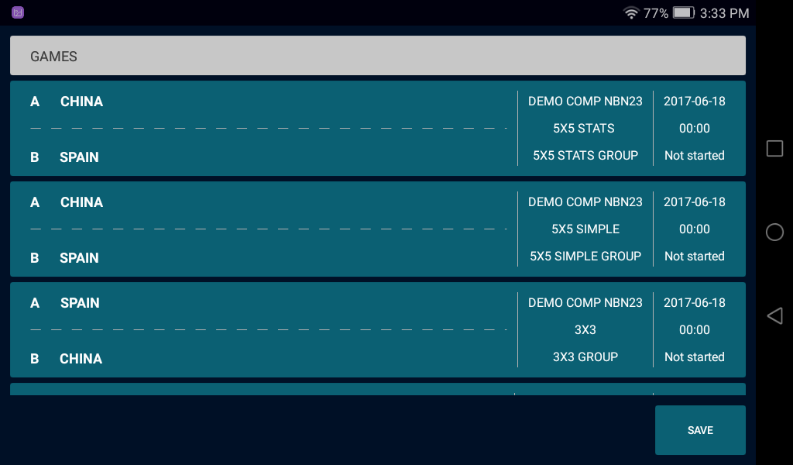 77% 3:33 PM
GAMES
A CHINA
B SPAIN
DEMO COMP NBN23
5X5 STATS
5X5 STATS GROUP
2017-06-18
00:00
Not started
A CHINA
B SPAIN
DEMO COMP NBN23
5X5 SIMPLE
5X5 SIMPLE GROUP
2017-06-18
00:00
Not started
A SPAIN
B CHINA
DEMO COMP NBN23
3X3
3X3 GROUP
2017-06-18
00:00
Not started
SAVE